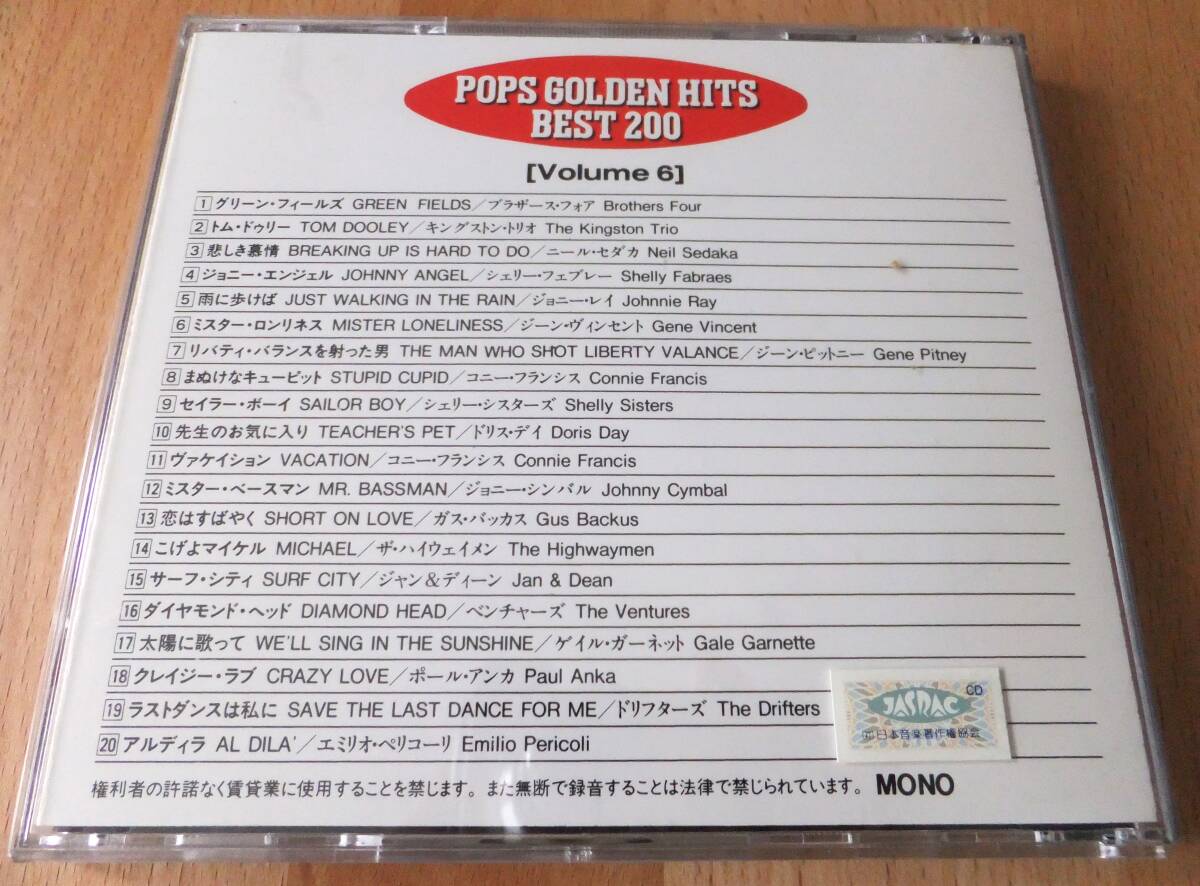 POPS GOLDEN HITS
BEST 200
[Volume 6]
1 グリーン・フィールズ GREEN FIELDS／ブラザース・フォア Brothers Four
2 トム・ドゥリー TOM DOOLEY／キングストン・トリオ The Kingston Trio
3 悲しき慕情 BREAKING UP IS HARD TO DO／ニール・セダカ Neil Sedaka
4 ジョニー・エンジェル JOHNNY ANGEL／シェリー・フェブレー Shelly Fabraes
5 雨に歩けば JUST WALKING IN THE RAIN／ジョニー・レイ Johnnie Ray
6 ミスター・ロンリネス MISTER LONELINESS／ジーン・ヴィンセント Gene Vincent
7 リバティ・バランスを射った男 THE MAN WHO SHOT LIBERTY VALANCE／ジーン・ピットニー Gene Pitney
8 まぬけなキューピット STUPID CUPID／コニー・フランシス Connie Francis
9 セイラー・ボーイ SAILOR BOY／シェリー・シスターズ Shelly Sisters
10 先生のお気に入り TEACHER'S PET／ドリス・デイ Doris Day
11 ヴァケイション VACATION／コニー・フランシス Connie Francis
12 ミスター・ベースマン MR. BASSMAN／ジョニー・シンバル Johnny Cymbal
13 恋はすばやく SHORT ON LOVE／ガス・バッカス Gus Backus
14 こげよマイケル MICHAEL／ザ・ハイウェイメン The Highwaymen
15 サーフ・シティ SURF CITY／ジャン＆ディーン Jan & Dean
16 ダイヤモンド・ヘッド DIAMOND HEAD／ベンチャーズ The Ventures
17 太陽に歌って WE'LL SING IN THE SUNSHINE／ゲイル・ガーネット Gale Garnette
18 クレイジー・ラブ CRAZY LOVE／ポール・アンカ Paul Anka
19 ラストダンスは私に SAVE THE LAST DANCE FOR ME／ドリフターズ The Drifters
20 アルディラ AL DILA'／エミリオ・ペリコーリ Emilio Pericoli
CD
JASRAC
㈳日本音楽著作権協会
権利者の許諾なく賃貸業に使用することを禁じます。また無断で録音することは法律で禁じられています。 MONO